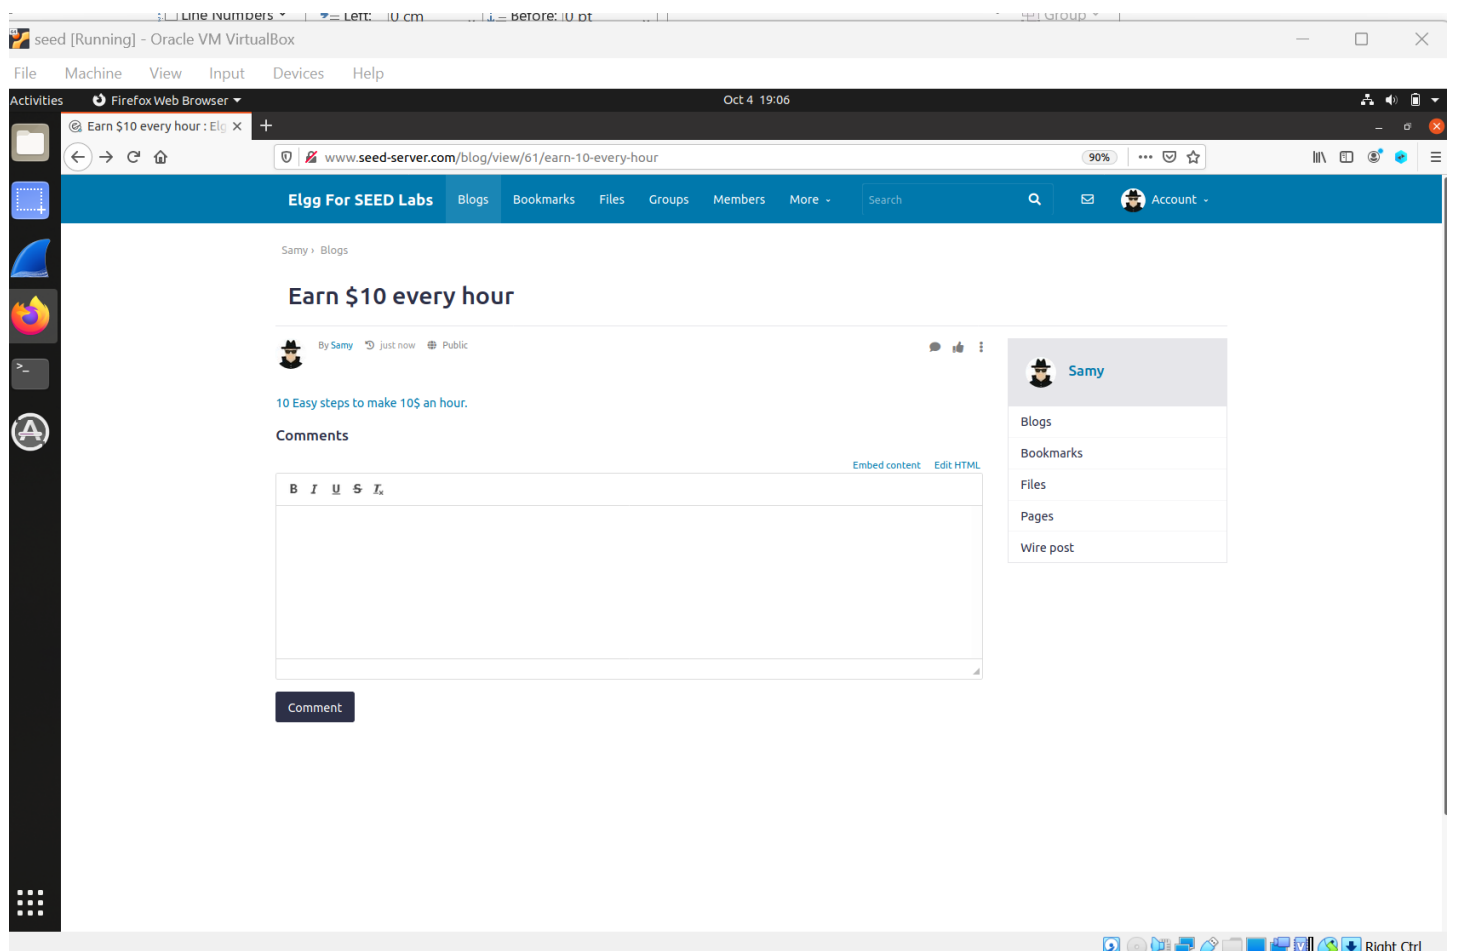 Line Numbers Left: 0 cm Before: 0 pt Group
seed [Running] - Oracle VM VirtualBox
File Machine View Input Devices Help
Activities Firefox Web Browser Oct 4 19:06
Earn $10 every hour : Elg
www.seed-server.com/blog/view/61/earn-10-every-hour 90%
Elgg For SEED Labs Blogs Bookmarks Files Groups Members More Search Account
Samy › Blogs
Earn $10 every hour
By Samy just now Public
Samy
10 Easy steps to make 10$ an hour.
Comments
Embed content Edit HTML
B I U S Ix
Comment
Blogs
Bookmarks
Files
Pages
Wire post
Right Ctrl